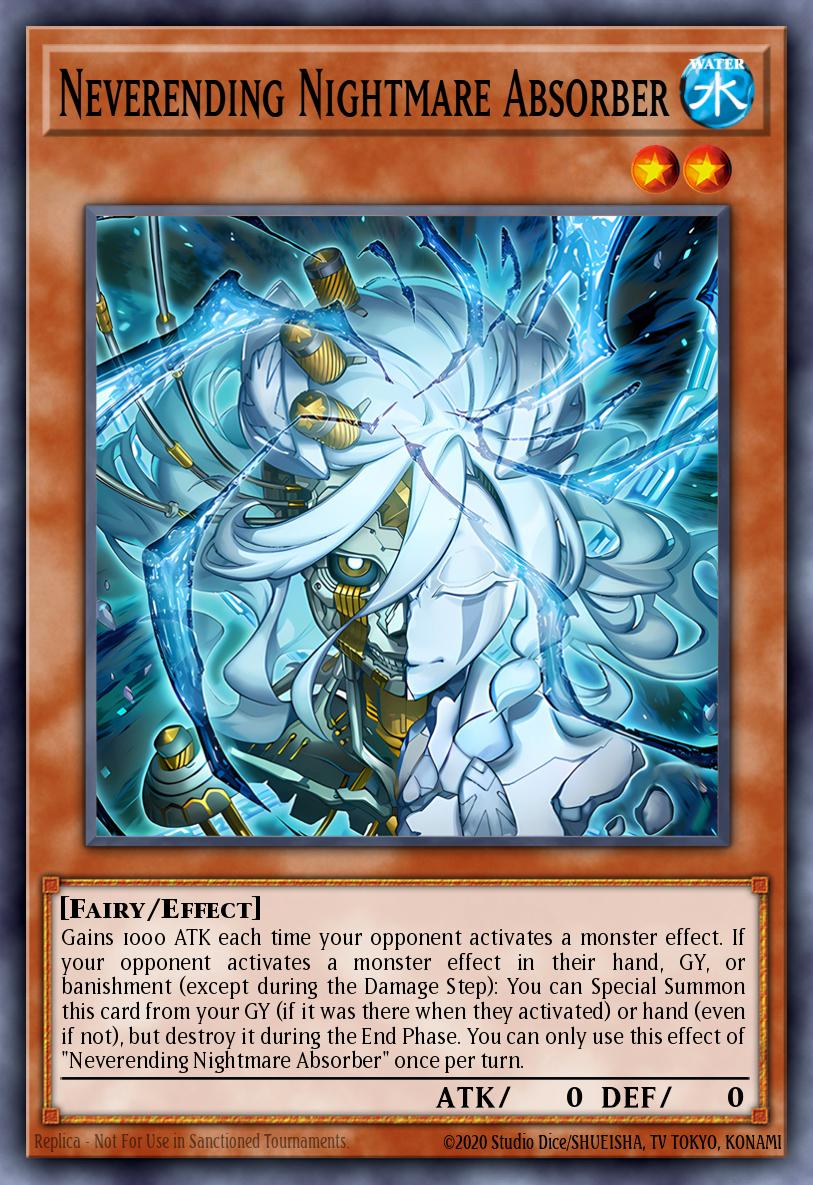 Neverending Nightmare Absorber
WATER
水
[Fairy/Effect]
Gains 1000 ATK each time your opponent activates a monster effect. If
your opponent activates a monster effect in their hand, GY, or
banishment (except during the Damage Step): You can Special Summon
this card from your GY (if it was there when they activated) or hand (even
if not), but destroy it during the End Phase. You can only use this effect of
"Neverending Nightmare Absorber" once per turn.
ATK/ 0 DEF/ 0
Replica - Not For Use in Sanctioned Tournaments.
©2020 Studio Dice/SHUEISHA, TV TOKYO, KONAMI